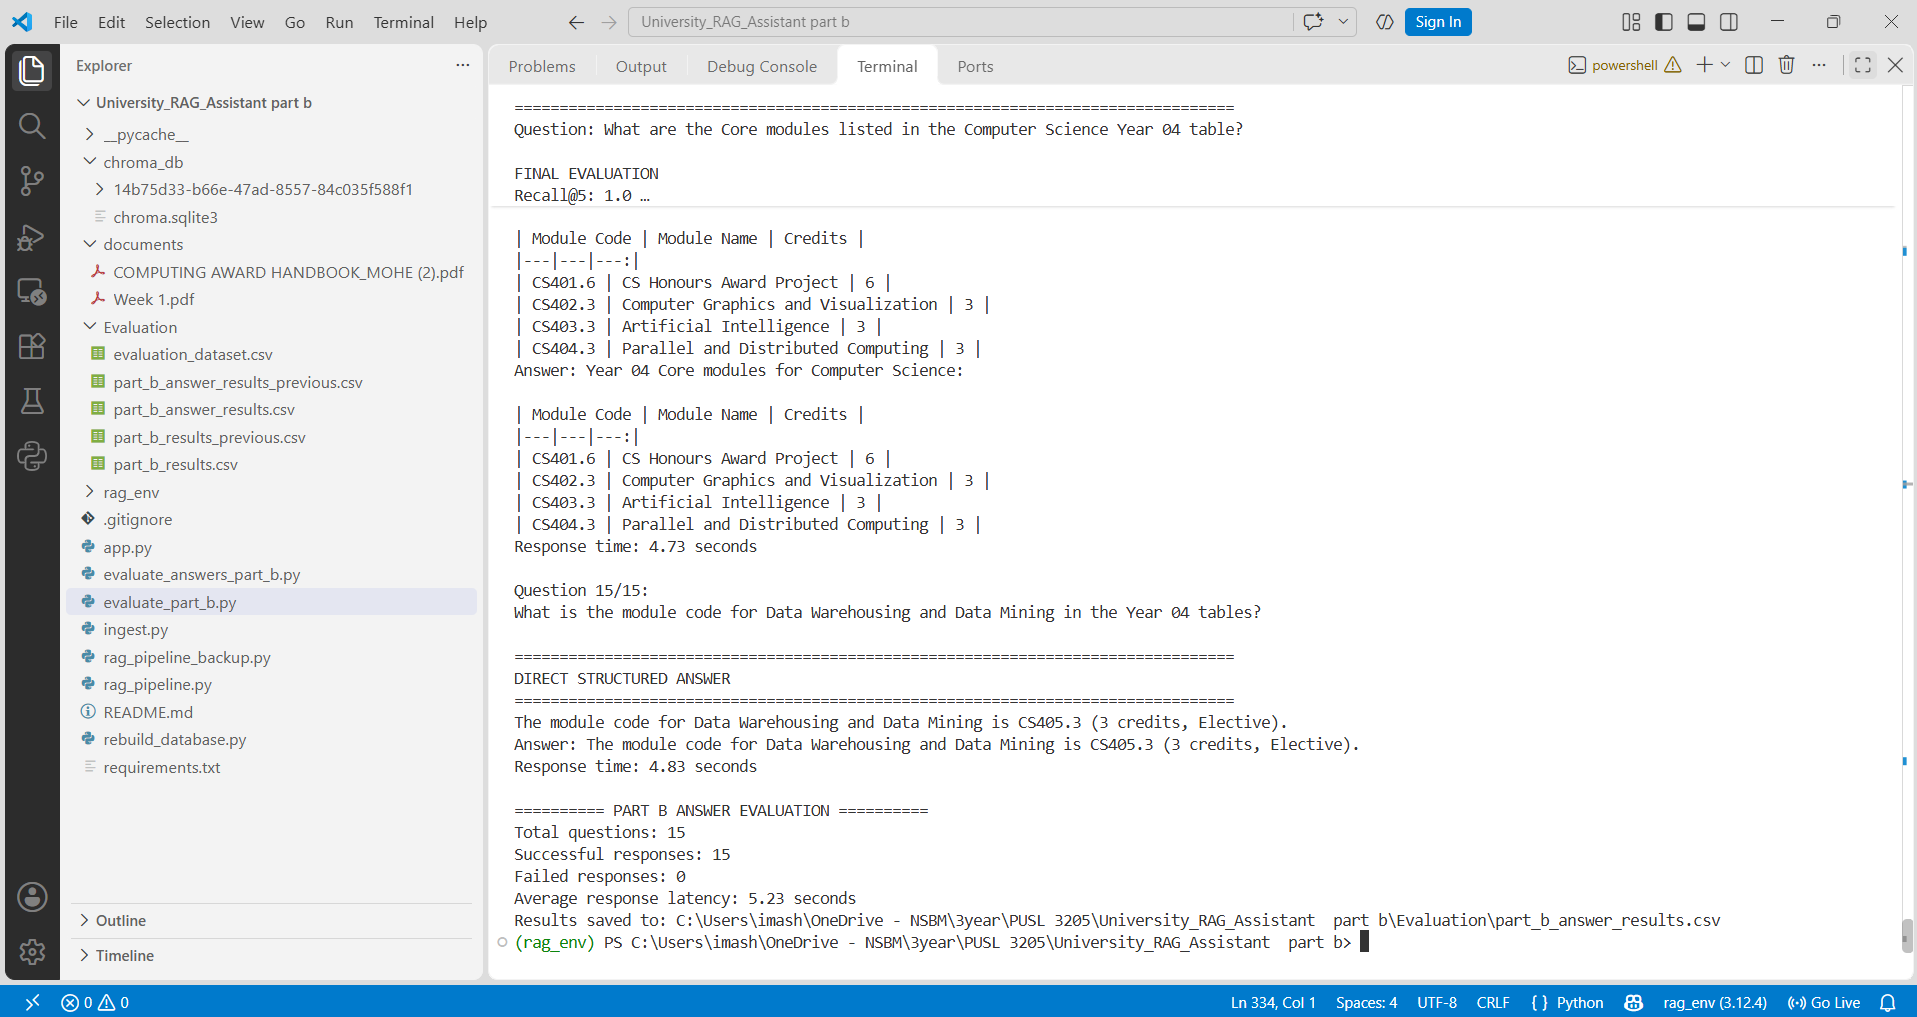 File Edit Selection View Go Run Terminal Help
University_RAG_Assistant part b
Sign In
Explorer
University_RAG_Assistant part b
__pycache__
chroma_db
14b75d33-b66e-47ad-8557-84c035f588f1
chroma.sqlite3
documents
COMPUTING AWARD HANDBOOK_MOHE (2).pdf
Week 1.pdf
Evaluation
evaluation_dataset.csv
part_b_answer_results_previous.csv
part_b_answer_results.csv
part_b_results_previous.csv
part_b_results.csv
rag_env
.gitignore
app.py
evaluate_answers_part_b.py
evaluate_part_b.py
ingest.py
rag_pipeline_backup.py
rag_pipeline.py
README.md
rebuild_database.py
requirements.txt
Outline
Timeline
Problems Output Debug Console Terminal Ports
powershell
================================================================================
Question: What are the Core modules listed in the Computer Science Year 04 table?
FINAL EVALUATION
Recall@5: 1.0 …
| Module Code | Module Name | Credits |
|---|---|---:|
| CS401.6 | CS Honours Award Project | 6 |
| CS402.3 | Computer Graphics and Visualization | 3 |
| CS403.3 | Artificial Intelligence | 3 |
| CS404.3 | Parallel and Distributed Computing | 3 |
Answer: Year 04 Core modules for Computer Science:
| Module Code | Module Name | Credits |
|---|---|---:|
| CS401.6 | CS Honours Award Project | 6 |
| CS402.3 | Computer Graphics and Visualization | 3 |
| CS403.3 | Artificial Intelligence | 3 |
| CS404.3 | Parallel and Distributed Computing | 3 |
Response time: 4.73 seconds
Question 15/15:
What is the module code for Data Warehousing and Data Mining in the Year 04 tables?
================================================================================
DIRECT STRUCTURED ANSWER
================================================================================
The module code for Data Warehousing and Data Mining is CS405.3 (3 credits, Elective).
Answer: The module code for Data Warehousing and Data Mining is CS405.3 (3 credits, Elective).
Response time: 4.83 seconds
========== PART B ANSWER EVALUATION ==========
Total questions: 15
Successful responses: 15
Failed responses: 0
Average response latency: 5.23 seconds
Results saved to: C:\Users\imash\OneDrive - NSBM\3year\PUSL 3205\University_RAG_Assistant  part b\Evaluation\part_b_answer_results.csv
(rag_env) PS C:\Users\imash\OneDrive - NSBM\3year\PUSL 3205\University_RAG_Assistant  part b>
0 0 Ln 334, Col 1 Spaces: 4 UTF-8 CRLF { } Python rag_env (3.12.4) Go Live